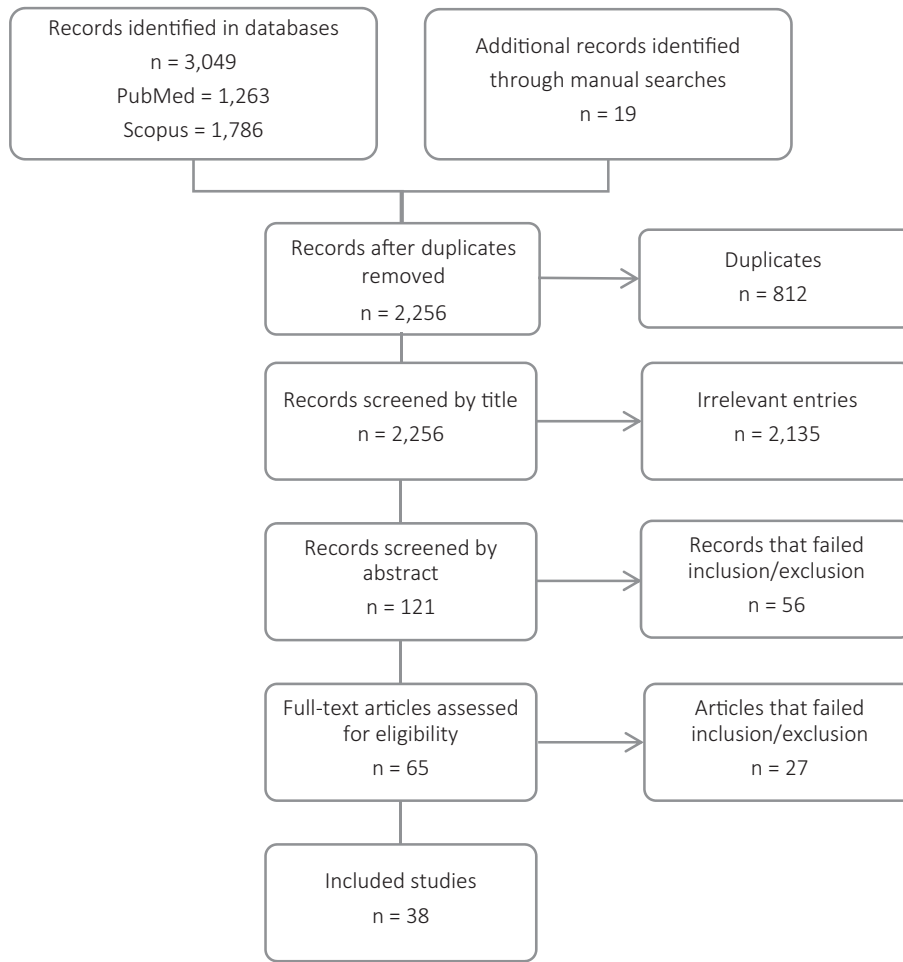 Records identified in databases
n = 3,049
PubMed = 1,263
Scopus = 1,786
Additional records identified
through manual searches
n = 19
Records after duplicates
removed
n = 2,256
Duplicates
n = 812
Records screened by title
n = 2,256
Irrelevant entries
n = 2,135
Records screened by
abstract
n = 121
Records that failed
inclusion/exclusion
n = 56
Full-text articles assessed
for eligibility
n = 65
Articles that failed
inclusion/exclusion
n = 27
Included studies
n = 38